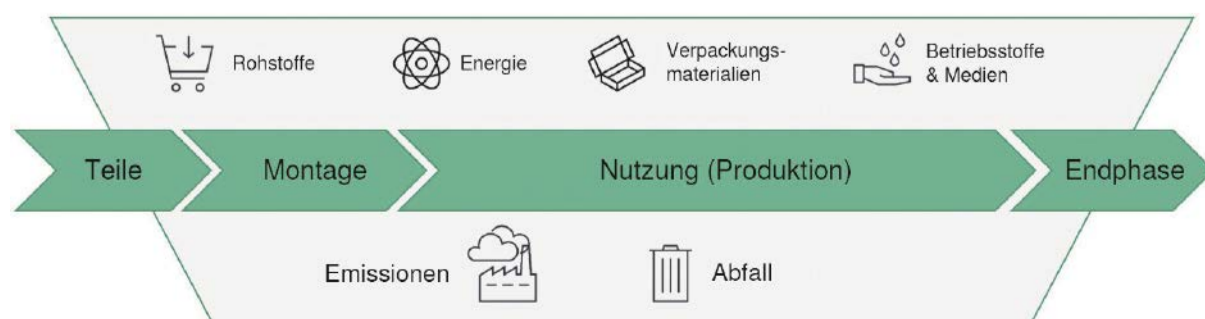 Rohstoffe
Energie
Verpackungs-
materialien
Betriebsstoffe
& Medien
Teile
Montage
Nutzung (Produktion)
Endphase
Emissionen
Abfall